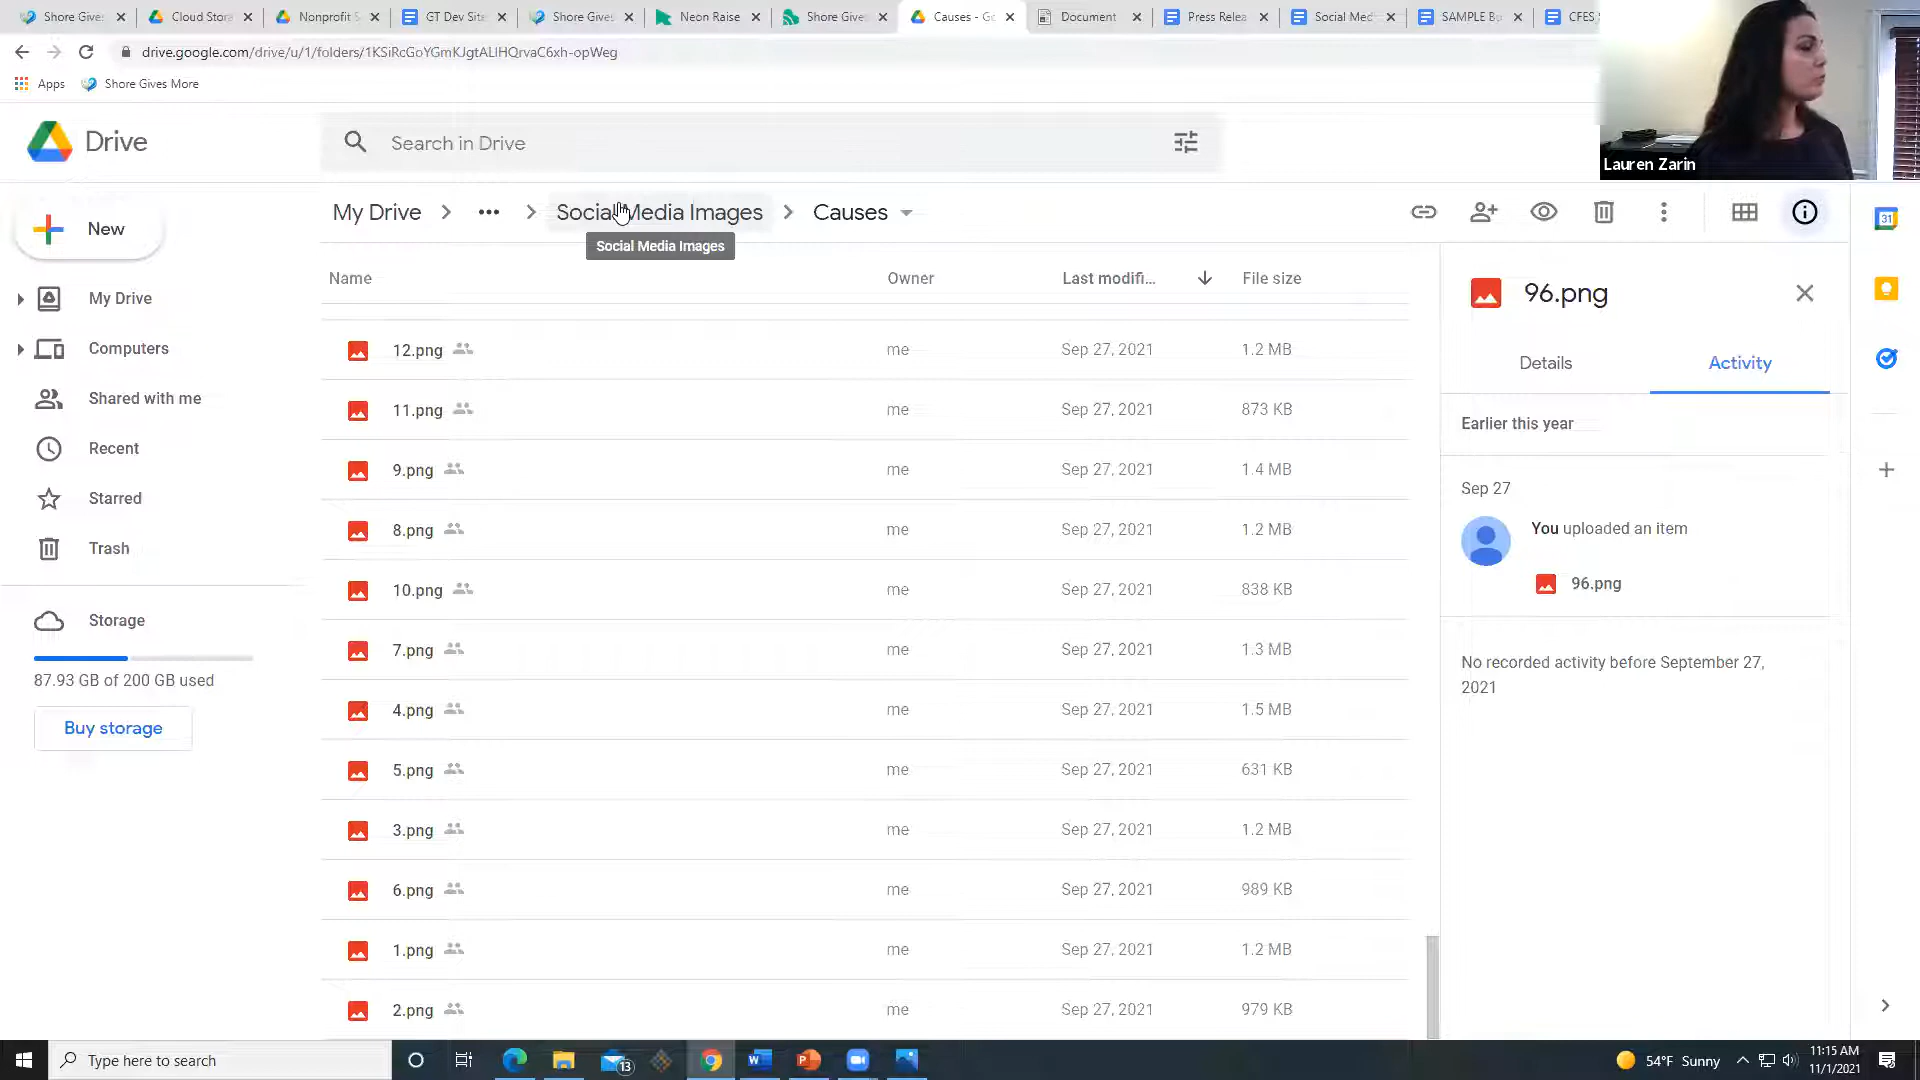 Shore Give
Cloud Stora
Nonprofit S
GT Dev Site
Shore Give
Neon Raise
Shore Give
Causes - Go
Document
Press Relea
Social Med
SAMPLE Bo
CFES
drive.google.com/drive/u/1/folders/1KSiRcGoYGmKJgtALIHQrvaC6xh-opWeg
Apps
Shore Gives More
Lauren Zarin
Drive
Search in Drive
New
My Drive
Computers
Shared with me
Recent
Starred
Trash
Storage
87.93 GB of 200 GB used
Buy storage
My Drive > ••• > Social Media Images > Causes
Social Media Images
Name Owner Last modifi... File size
12.png me Sep 27, 2021 1.2 MB
11.png me Sep 27, 2021 873 KB
9.png me Sep 27, 2021 1.4 MB
8.png me Sep 27, 2021 1.2 MB
10.png me Sep 27, 2021 838 KB
7.png me Sep 27, 2021 1.3 MB
4.png me Sep 27, 2021 1.5 MB
5.png me Sep 27, 2021 631 KB
3.png me Sep 27, 2021 1.2 MB
6.png me Sep 27, 2021 989 KB
1.png me Sep 27, 2021 1.2 MB
2.png me Sep 27, 2021 979 KB
96.png
Details Activity
Earlier this year
Sep 27
You uploaded an item
96.png
No recorded activity before September 27,
2021
31
Type here to search
13
54°F Sunny
11:15 AM
11/1/2021